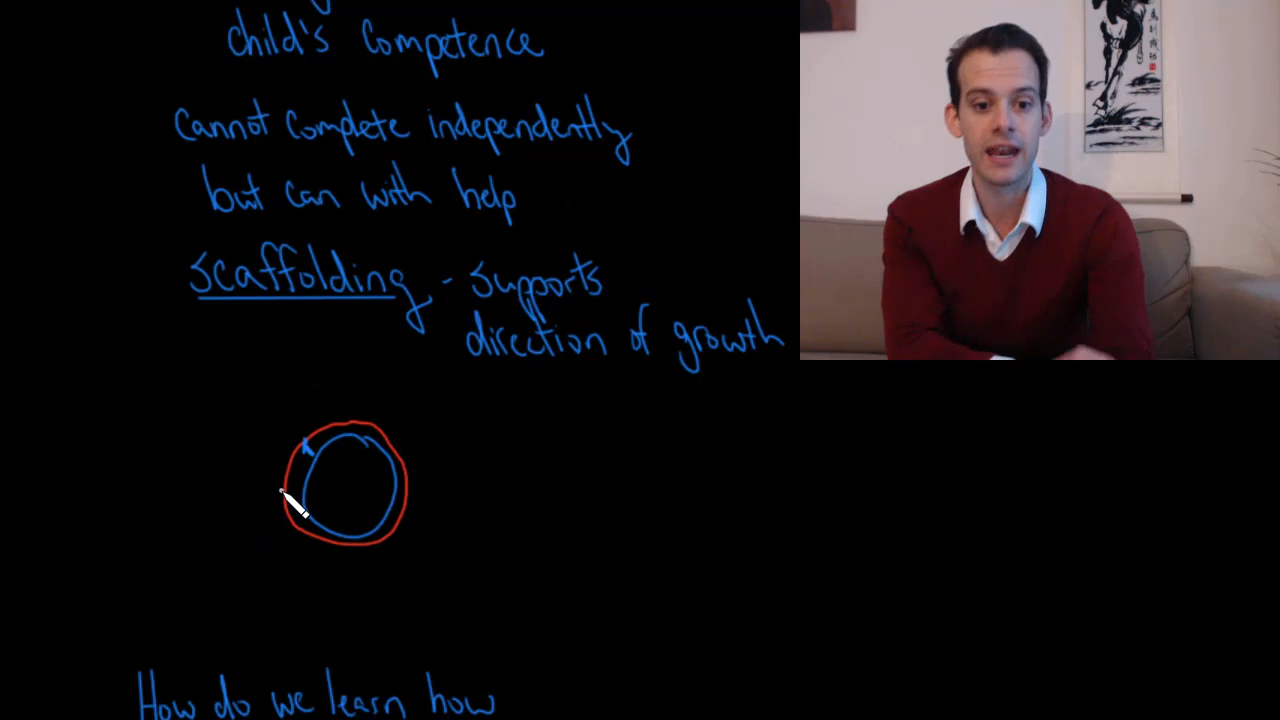 child's competence
cannot complete independently
but can with help
scaffolding - supports
direction of growth
How do we learn how